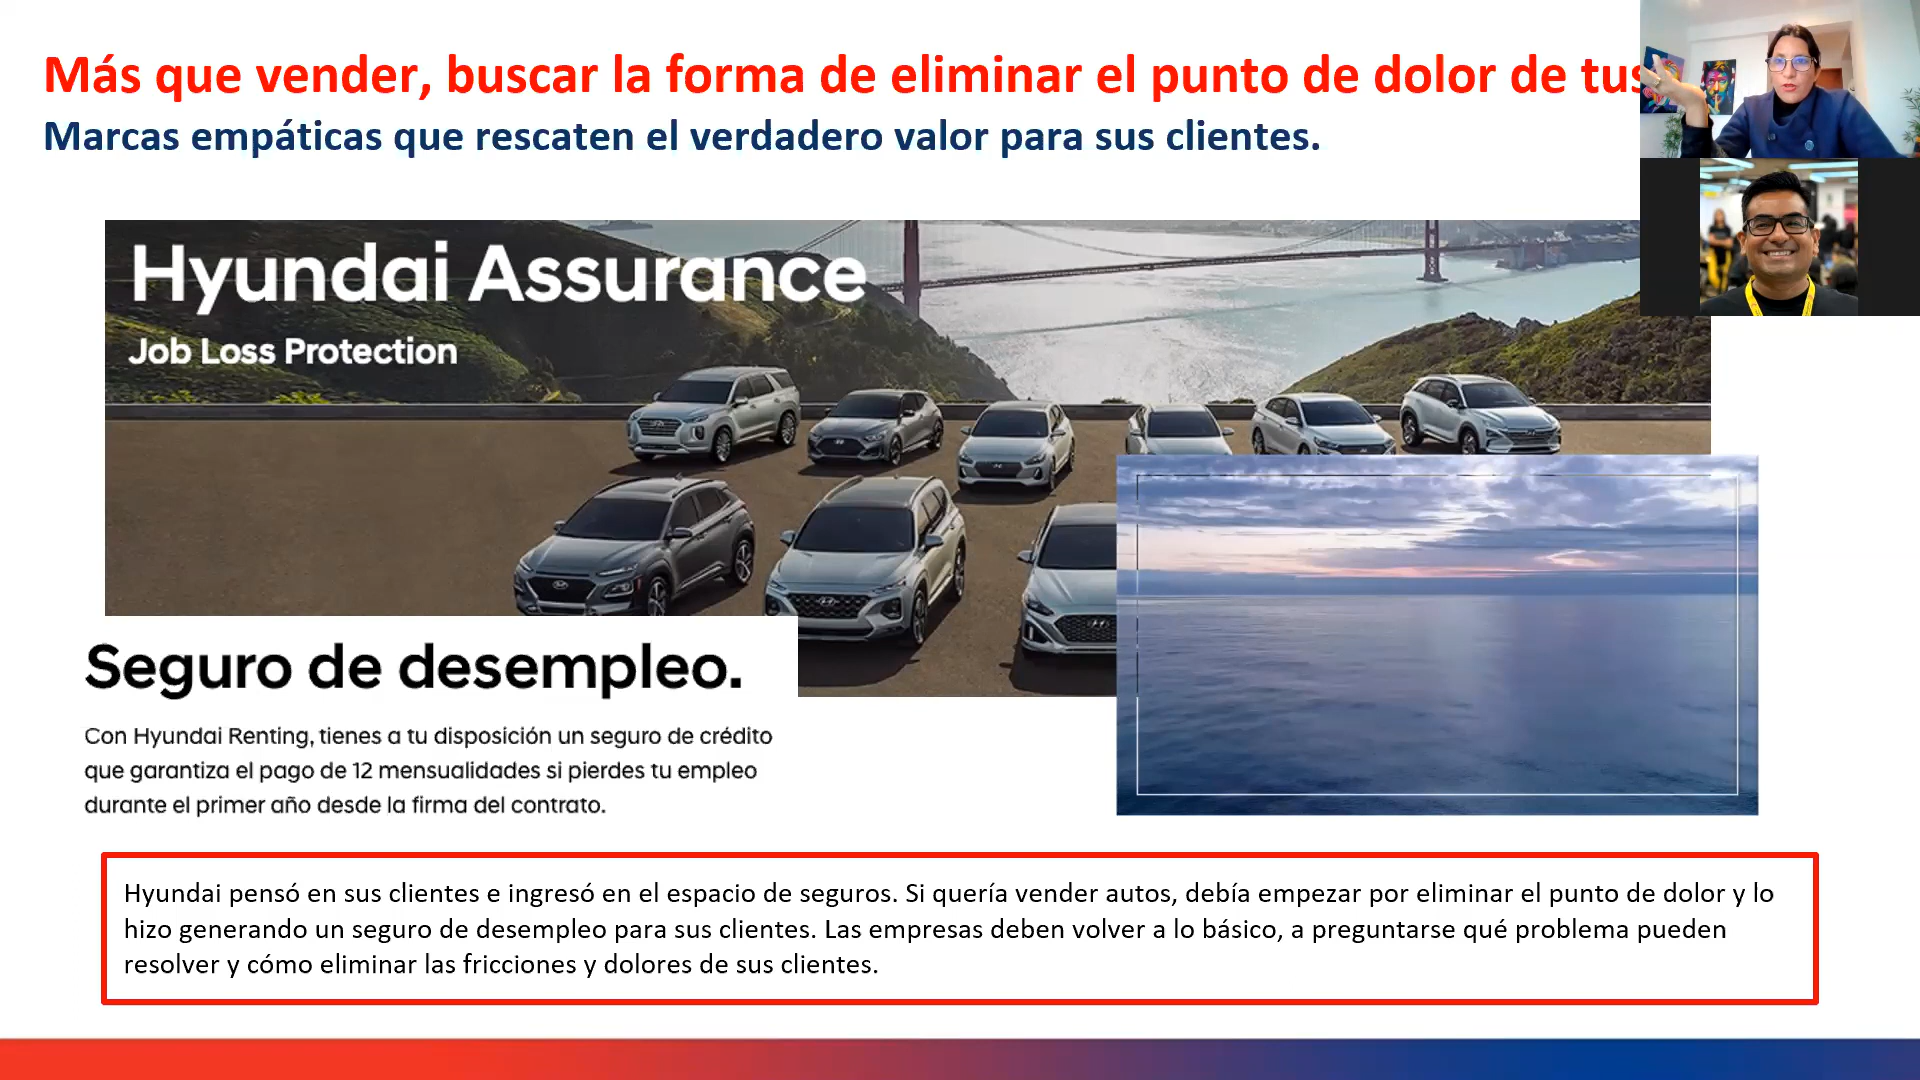 Más que vender, buscar la forma de eliminar el punto de dolor de tus
Marcas empáticas que rescaten el verdadero valor para sus clientes.
Hyundai Assurance
Job Loss Protection
Seguro de desempleo.
Con Hyundai Renting, tienes a tu disposición un seguro de crédito
que garantiza el pago de 12 mensualidades si pierdes tu empleo
durante el primer año desde la firma del contrato.
Hyundai pensó en sus clientes e ingresó en el espacio de seguros. Si quería vender autos, debía empezar por eliminar el punto de dolor y lo
hizo generando un seguro de desempleo para sus clientes. Las empresas deben volver a lo básico, a preguntarse qué problema pueden
resolver y cómo eliminar las fricciones y dolores de sus clientes.